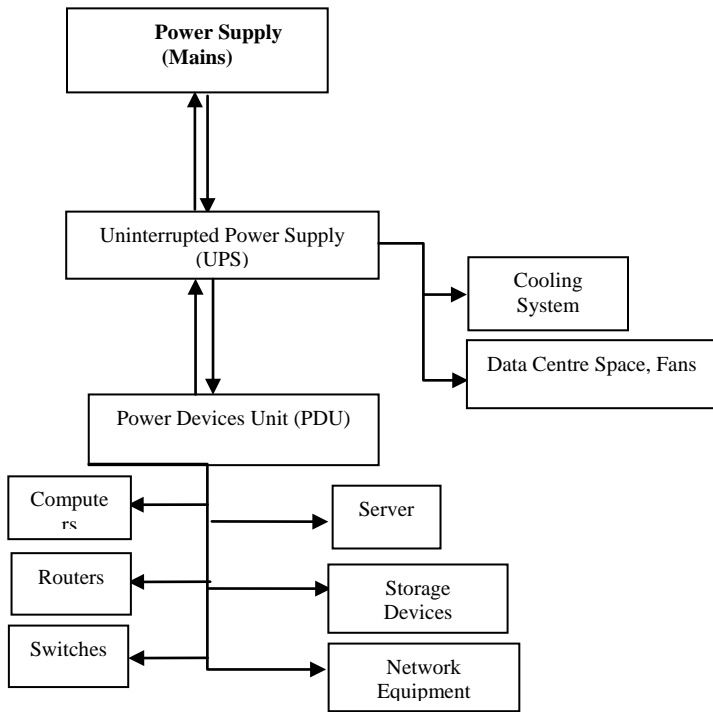 Power Supply
(Mains)
Uninterrupted Power Supply
(UPS)
Cooling
System
Data Centre Space, Fans
Power Devices Unit (PDU)
Compute
rs
Server
Routers
Storage
Devices
Switches
Network
Equipment